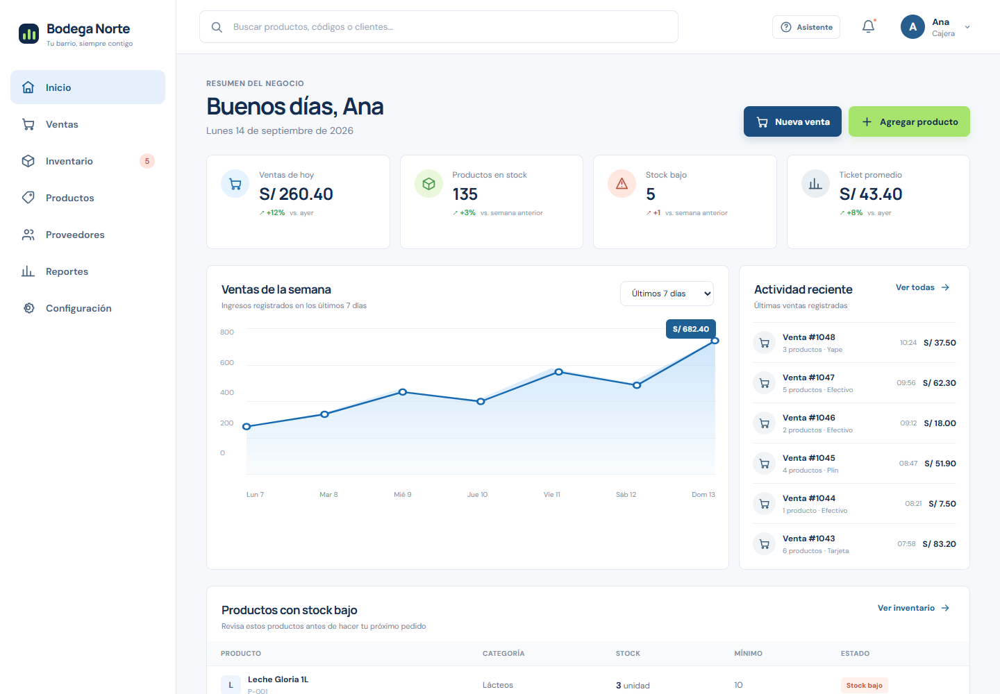 Bodega Norte
Tu barrio, siempre contigo
Inicio
Ventas
Inventario
5
Productos
Proveedores
Reportes
Configuración
Buscar productos, códigos o clientes...
Asistente
A
Ana
Cajera
RESUMEN DEL NEGOCIO
Buenos días, Ana
Lunes 14 de septiembre de 2026
Nueva venta
Agregar producto
Ventas de hoy
S/ 260.40
↗ +12% vs. ayer
Productos en stock
135
↗ +3% vs. semana anterior
Stock bajo
5
↗ +1 vs. semana anterior
Ticket promedio
S/ 43.40
↗ +8% vs. ayer
Ventas de la semana
Ingresos registrados en los últimos 7 días
Últimos 7 días
800
600
400
200
0
S/ 682.40
Lun 7
Mar 8
Mié 9
Jue 10
Vie 11
Sáb 12
Dom 13
Actividad reciente
Últimas ventas registradas
Ver todas
Venta #1048
3 productos · Yape
10:24
S/ 37.50
Venta #1047
5 productos · Efectivo
09:56
S/ 62.30
Venta #1046
2 productos · Efectivo
09:12
S/ 18.00
Venta #1045
4 productos · Plin
08:47
S/ 51.90
Venta #1044
1 producto · Efectivo
08:21
S/ 7.50
Venta #1043
6 productos · Tarjeta
07:58
S/ 83.20
Productos con stock bajo
Revisa estos productos antes de hacer tu próximo pedido
Ver inventario
PRODUCTO
CATEGORÍA
STOCK
MÍNIMO
ESTADO
L
Leche Gloria 1L
P-001
Lácteos
3 unidad
10
Stock bajo